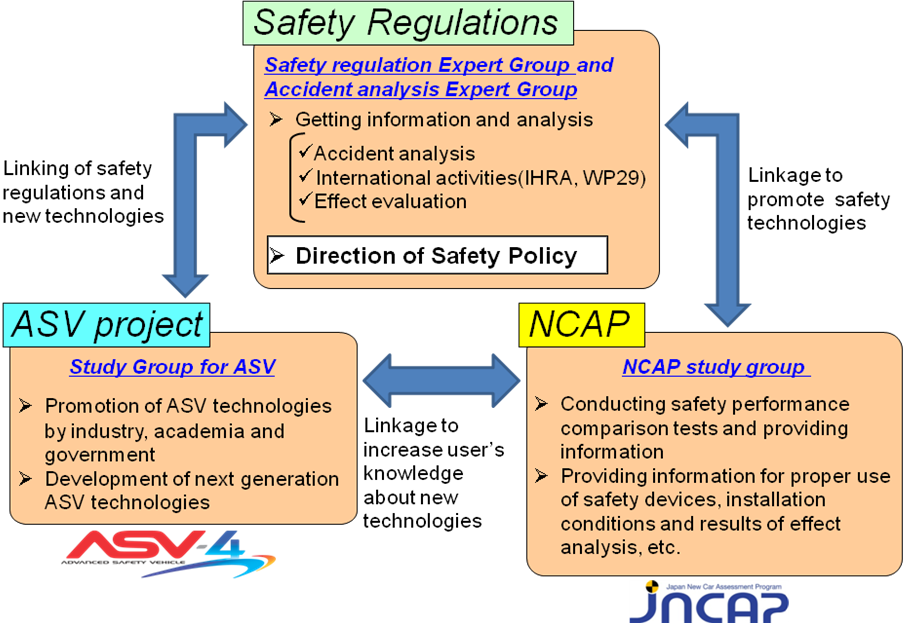 Safety Regulations
Safety regulation Expert Group and
Accident analysis Expert Group
➢ Getting information and analysis
✓Accident analysis
✓International activities(IHRA, WP29)
✓Effect evaluation
➢ Direction of Safety Policy
Linking of safety
regulations and
new technologies
Linkage to
promote safety
technologies
ASV project
Study Group for ASV
➢ Promotion of ASV technologies
by industry, academia and
government
➢ Development of next generation
ASV technologies
Linkage to
increase user's
knowledge
about new
technologies
NCAP
NCAP study group
➢ Conducting safety performance
comparison tests and providing
information
➢ Providing information for proper use
of safety devices, installation
conditions and results of effect
analysis, etc.
ASV-4
ADVANCED SAFETY VEHICLE
Japan New Car Assessment Program
JNCAP